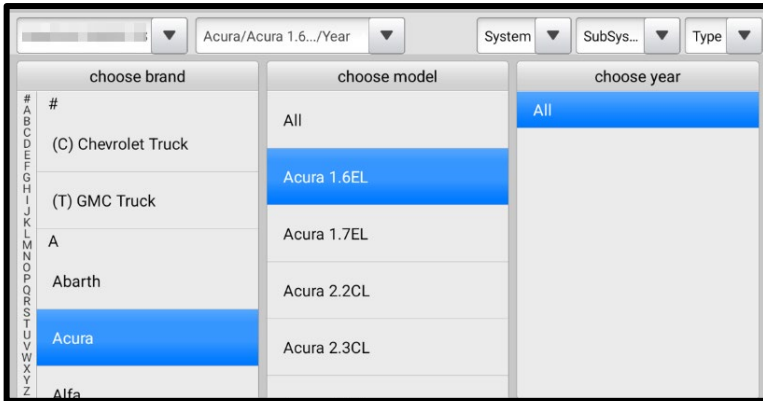 Acura/Acura 1.6.../Year
System
SubSys...
Type
choose brand
choose model
choose year
#
A
B
C
D
E
F
G
H
I
J
K
L
M
N
O
P
Q
R
S
T
U
V
W
X
Y
Z
#
(C) Chevrolet Truck
(T) GMC Truck
A
Abarth
Acura
Alfa
All
Acura 1.6EL
Acura 1.7EL
Acura 2.2CL
Acura 2.3CL
All